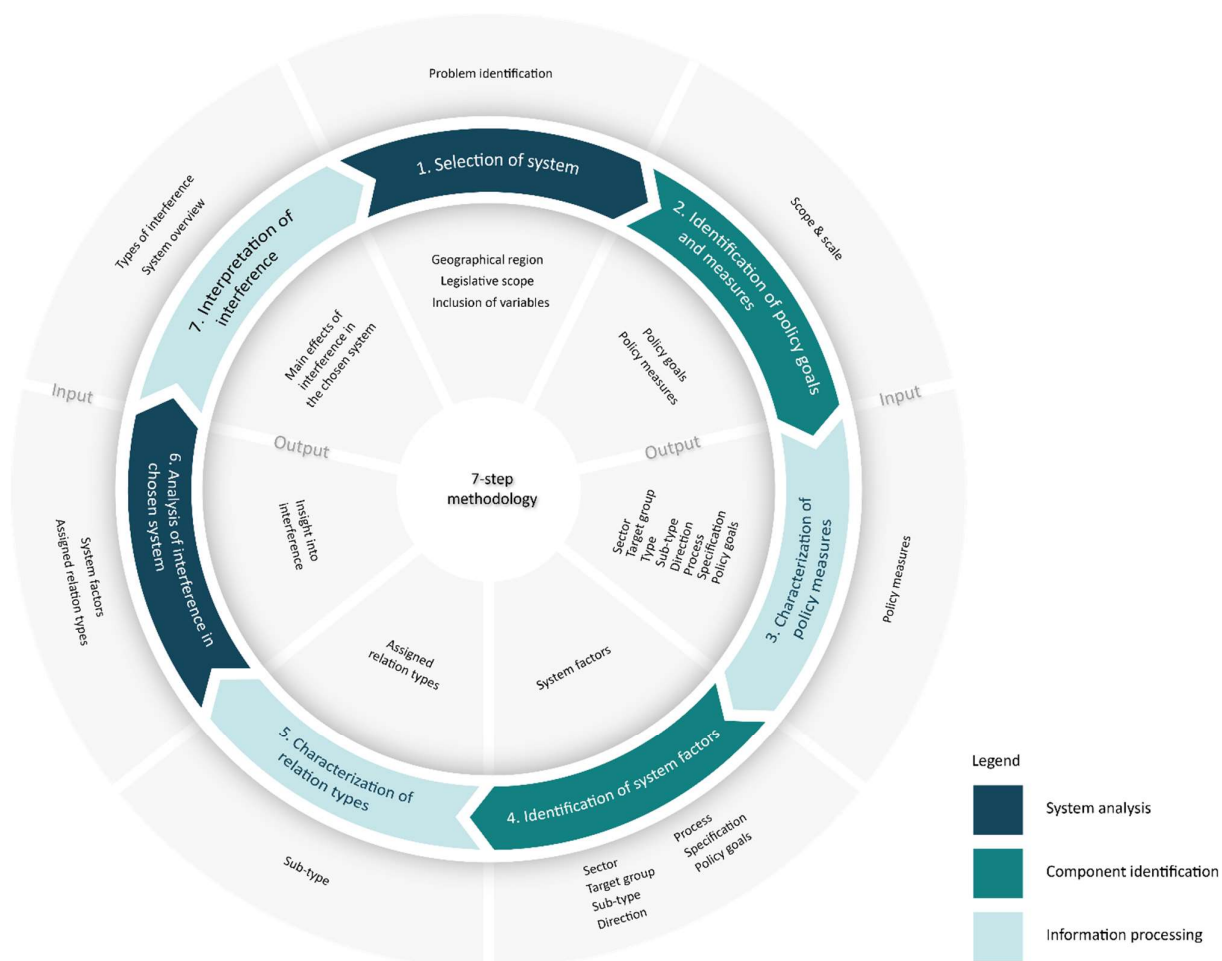 Problem identification
1. Selection of system
Geographical region
Legislative scope
Inclusion of variables
Scope & scale
2. Identification of policy goals
and measures
Policy goals
Policy measures
Input
Output
Policy measures
3. Characterization of
policy measures
Sector
Target group
Type
Sub-type
Direction
Process
Specification
Policy goals
Sector
Target group
Sub-type
Direction
Process
Specification
Policy goals
4. Identification of system factors
System factors
Sub-type
5. Characterization of
relation types
Assigned
relation types
System factors
Assigned relation types
6. Analysis of interference in
chosen system
Insight into
interference
Input
Output
Types of interference
System overview
7. Interpretation of
interference
Main effects of
interference in
the chosen system
7-step
methodology
Legend
System analysis
Component identification
Information processing